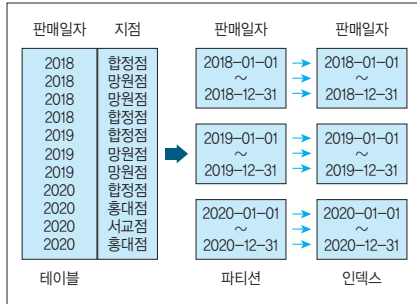 판매일자 지점 판매일자 판매일자
2018 합정점
2018 망원점
2018 망원점
2018 합정점
2019 합정점
2019 망원점
2019 망원점
2020 합정점
2020 홍대점
2020 서교점
2020 홍대점
2018-01-01
~
2018-12-31
2018-01-01
~
2018-12-31
2019-01-01
~
2019-12-31
2019-01-01
~
2019-12-31
2020-01-01
~
2020-12-31
2020-01-01
~
2020-12-31
테이블 파티션 인덱스